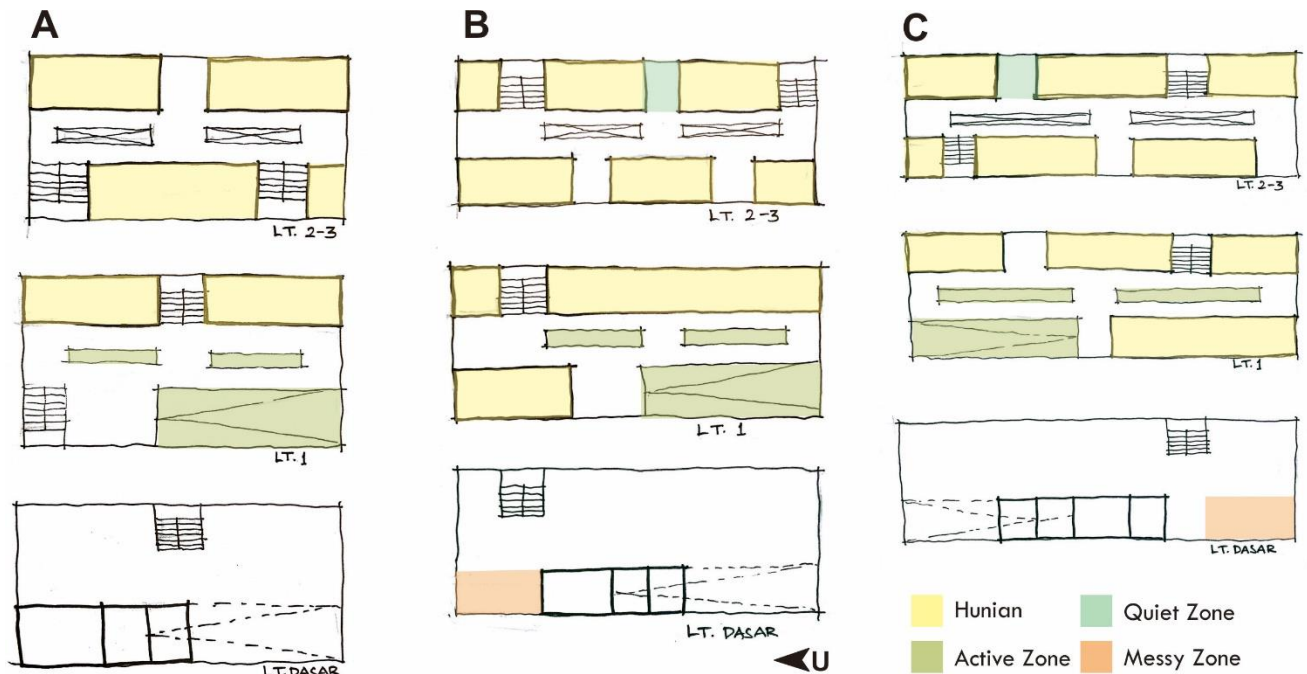 A
LT. 2-3
LT. 1
LT. DASAR
B
LT. 2-3
LT. 1
LT. DASAR
U
C
LT. 2-3
LT. 1
LT. DASAR
Hunian
Quiet Zone
Active Zone
Messy Zone